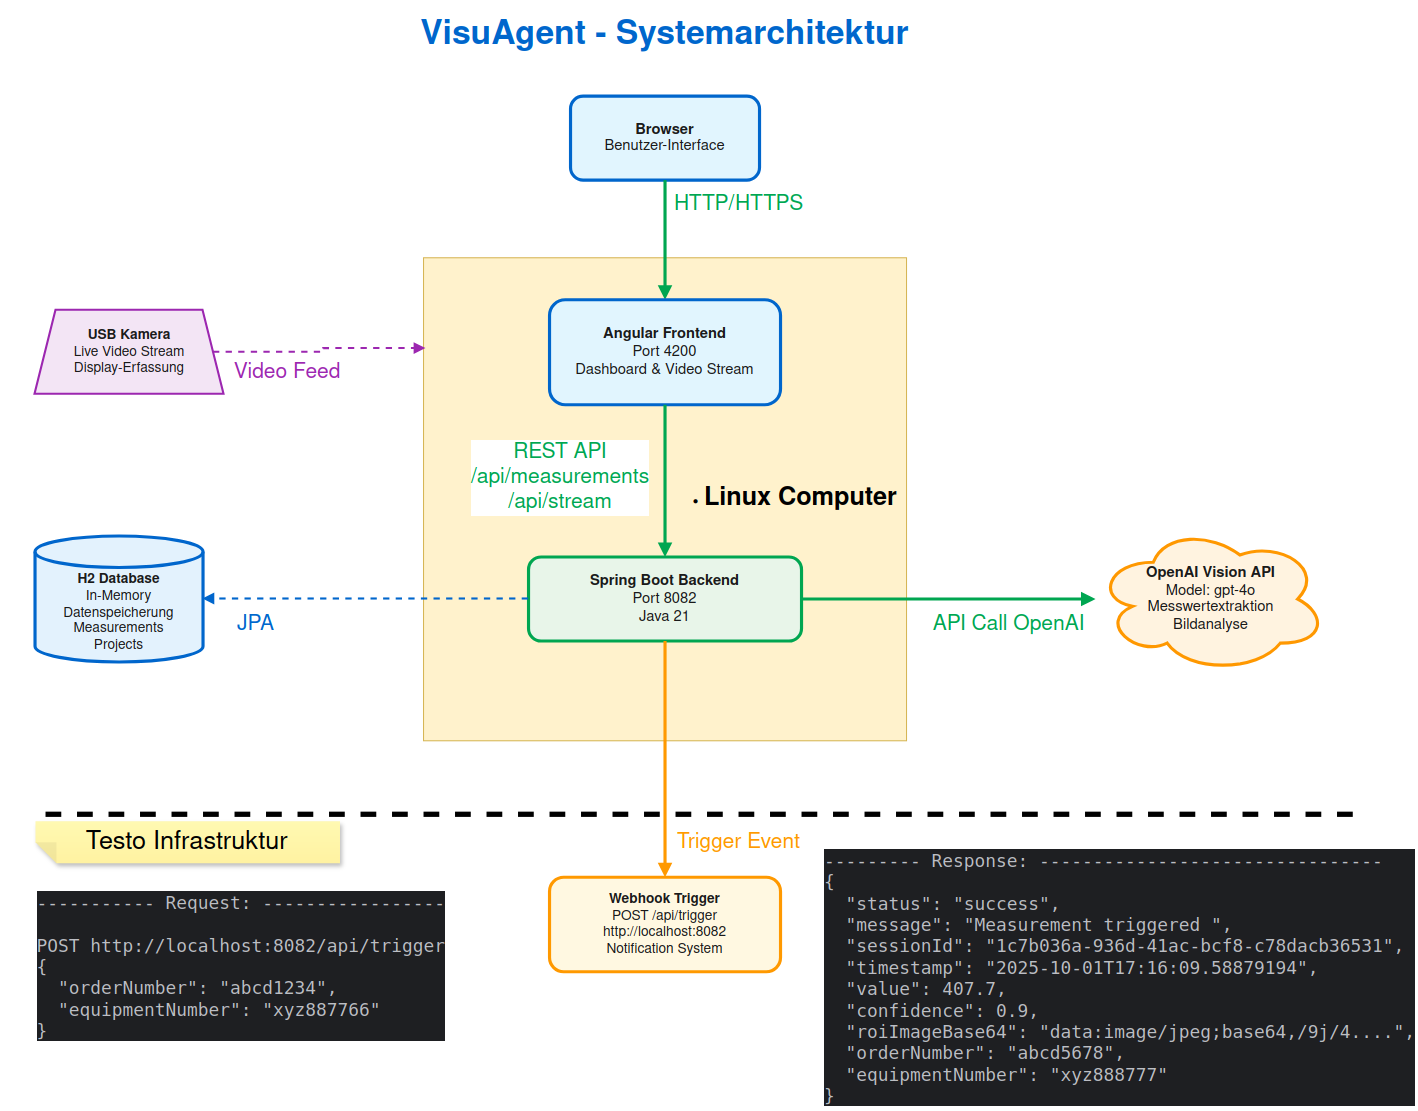 VisuAgent - Systemarchitektur
Browser
Benutzer-Interface
HTTP/HTTPS
USB Kamera
Live Video Stream
Display-Erfassung
Video Feed
Angular Frontend
Port 4200
Dashboard & Video Stream
REST API
/api/measurements
/api/stream
. Linux Computer
H2 Database
In-Memory
Datenspeicherung
Measurements
Projects
JPA
Spring Boot Backend
Port 8082
Java 21
API Call OpenAI
OpenAI Vision API
Model: gpt-4o
Messwertextraktion
Bildanalyse
Testo Infrastruktur
Trigger Event
----------- Request: -----------------
POST http://localhost:8082/api/trigger
{
  "orderNumber": "abcd1234",
  "equipmentNumber": "xyz887766"
}
Webhook Trigger
POST /api/trigger
http://localhost:8082
Notification System
--------- Response: --------------------------------
{
  "status": "success",
  "message": "Measurement triggered ",
  "sessionId": "1c7b036a-936d-41ac-bcf8-c78dacb36531",
  "timestamp": "2025-10-01T17:16:09.58879194",
  "value": 407.7,
  "confidence": 0.9,
  "roiImageBase64": "data:image/jpeg;base64,/9j/4....",
  "orderNumber": "abcd5678",
  "equipmentNumber": "xyz888777"
}